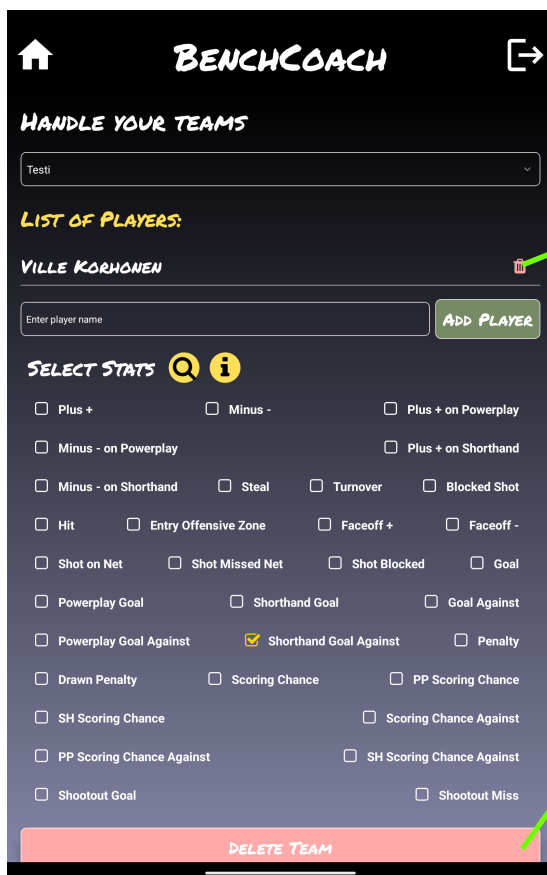 BenchCoach
Handle your teams
Testi
List of Players:
Ville Korhonen
Enter player name
Add Player
Select Stats
Plus + Minus - Plus + on Powerplay
Minus - on Powerplay Plus + on Shorthand
Minus - on Shorthand Steal Turnover Blocked Shot
Hit Entry Offensive Zone Faceoff + Faceoff -
Shot on Net Shot Missed Net Shot Blocked Goal
Powerplay Goal Shorthand Goal Goal Against
Powerplay Goal Against Shorthand Goal Against Penalty
Drawn Penalty Scoring Chance PP Scoring Chance
SH Scoring Chance Scoring Chance Against
PP Scoring Chance Against SH Scoring Chance Against
Shootout Goal Shootout Miss
Delete Team